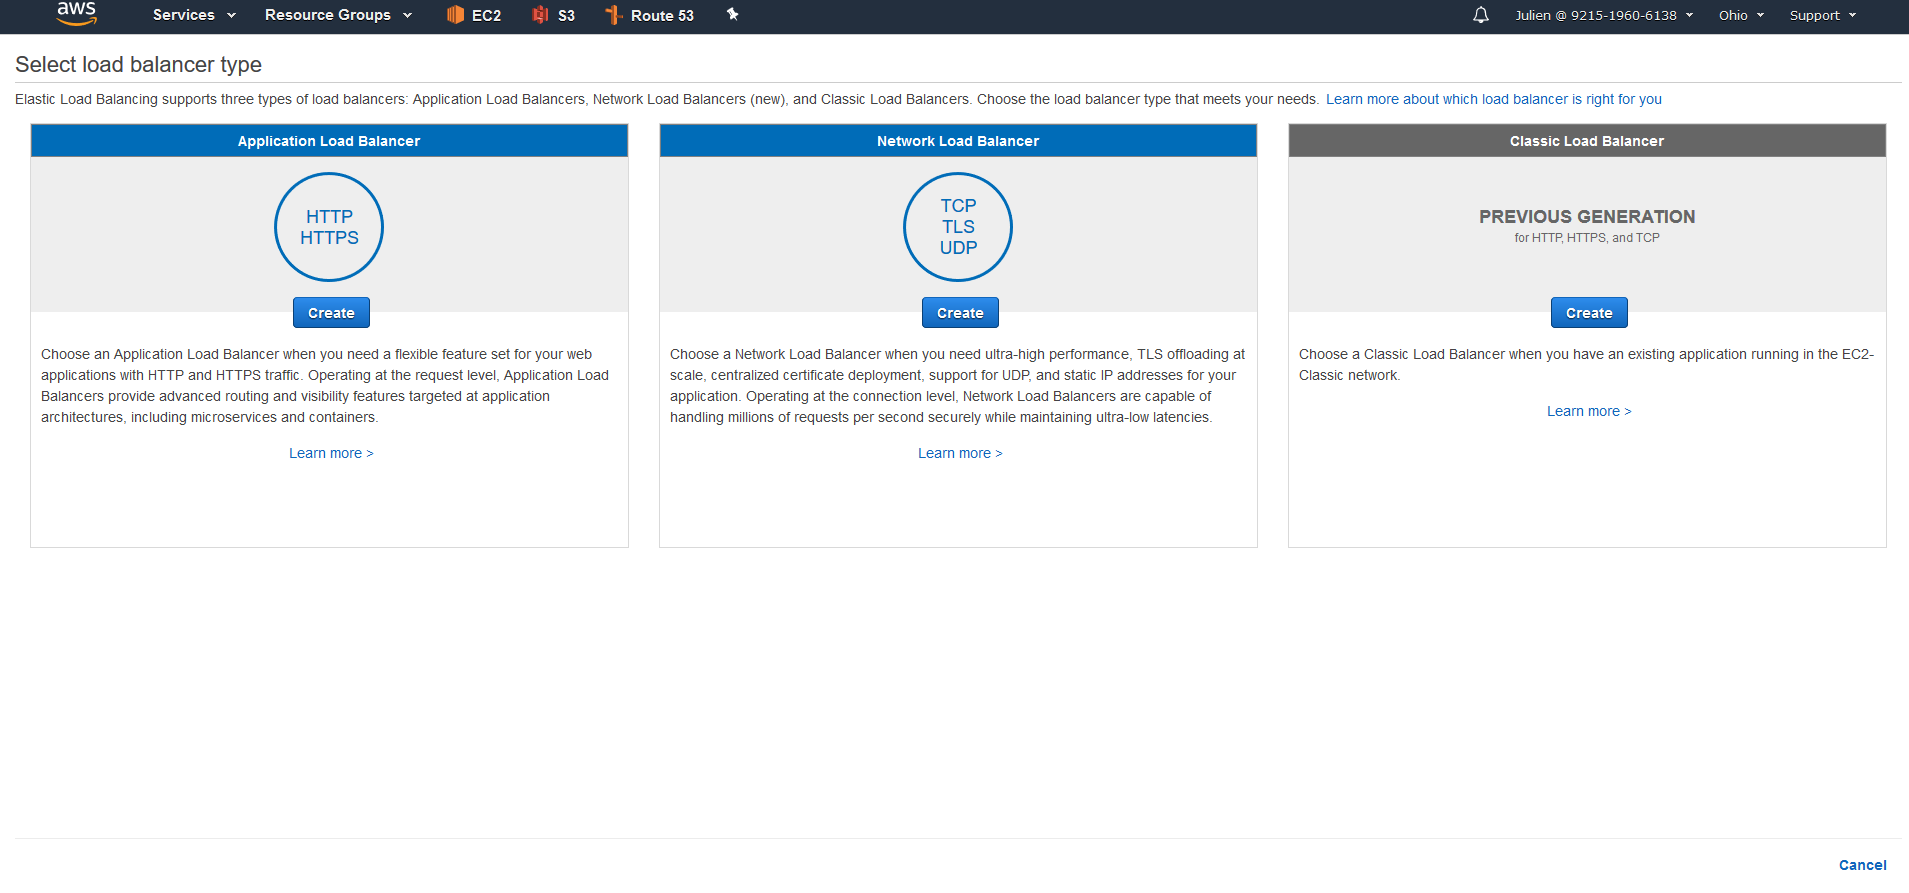 aws Services Resource Groups EC2 S3 Route 53 Julien @ 9215-1960-6138 Ohio Support
Select load balancer type
Elastic Load Balancing supports three types of load balancers: Application Load Balancers, Network Load Balancers (new), and Classic Load Balancers. Choose the load balancer type that meets your needs. Learn more about which load balancer is right for you
Application Load Balancer
HTTP
HTTPS
Create
Choose an Application Load Balancer when you need a flexible feature set for your web
applications with HTTP and HTTPS traffic. Operating at the request level, Application Load
Balancers provide advanced routing and visibility features targeted at application
architectures, including microservices and containers.
Learn more >
Network Load Balancer
TCP
TLS
UDP
Create
Choose a Network Load Balancer when you need ultra-high performance, TLS offloading at
scale, centralized certificate deployment, support for UDP, and static IP addresses for your
application. Operating at the connection level, Network Load Balancers are capable of
handling millions of requests per second securely while maintaining ultra-low latencies.
Learn more >
Classic Load Balancer
PREVIOUS GENERATION
for HTTP, HTTPS, and TCP
Create
Choose a Classic Load Balancer when you have an existing application running in the EC2-
Classic network.
Learn more >
Cancel